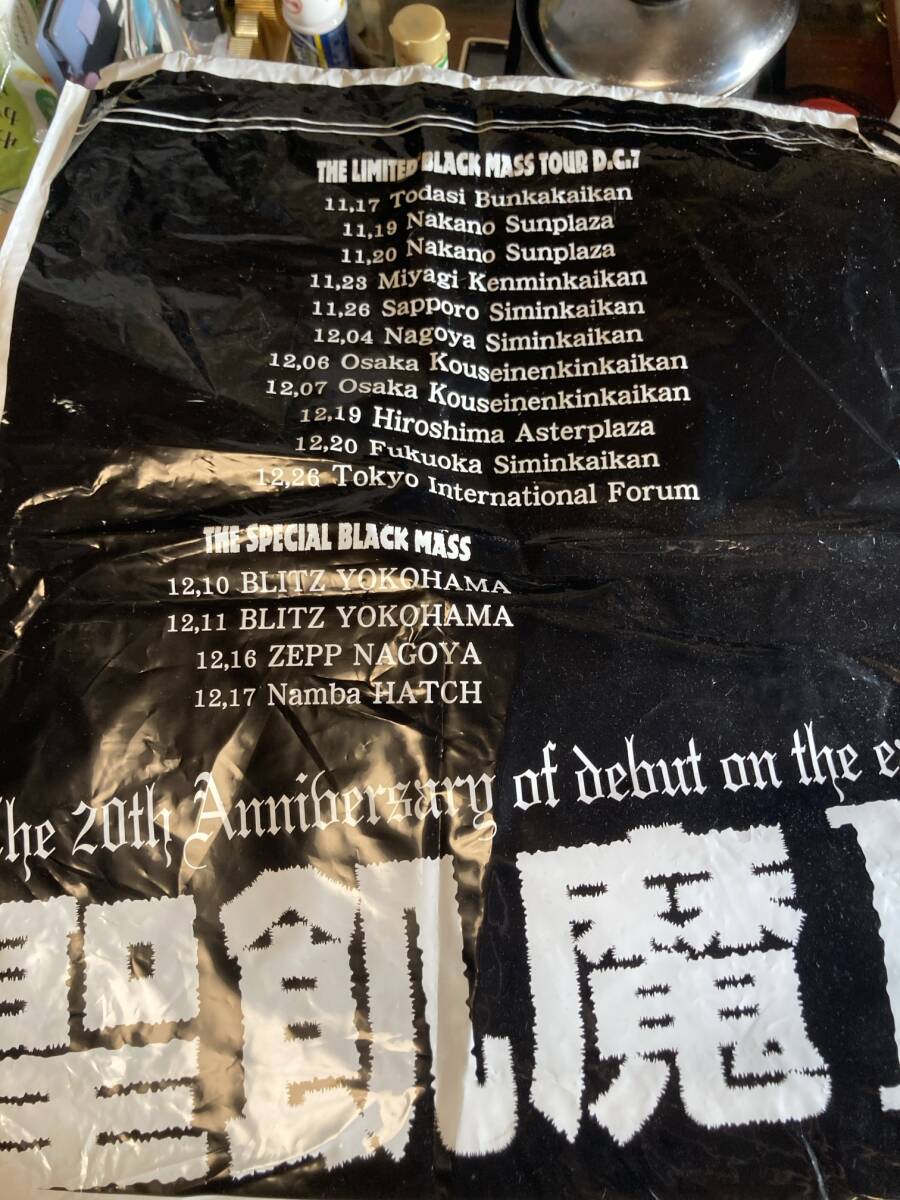 THE LIMITED BLACK MASS TOUR D.C.7
11,17 Todasi Bunkakaikan
11,19 Nakano Sunplaza
11,20 Nakano Sunplaza
11,23 Miyagi Kenminkaikan
11,26 Sapporo Siminkaikan
12,04 Nagoya Siminkaikan
12,06 Osaka Kouseinenkinkaikan
12,07 Osaka Kouseinenkinkaikan
12,19 Hiroshima Asterplaza
12,20 Fukuoka Siminkaikan
12,26 Tokyo International Forum
THE SPECIAL BLACK MASS
12,10 BLITZ YOKOHAMA
12,11 BLITZ YOKOHAMA
12,16 ZEPP NAGOYA
12,17 Namba HATCH
the 20th Anniversary of debut on the
聖飢魔